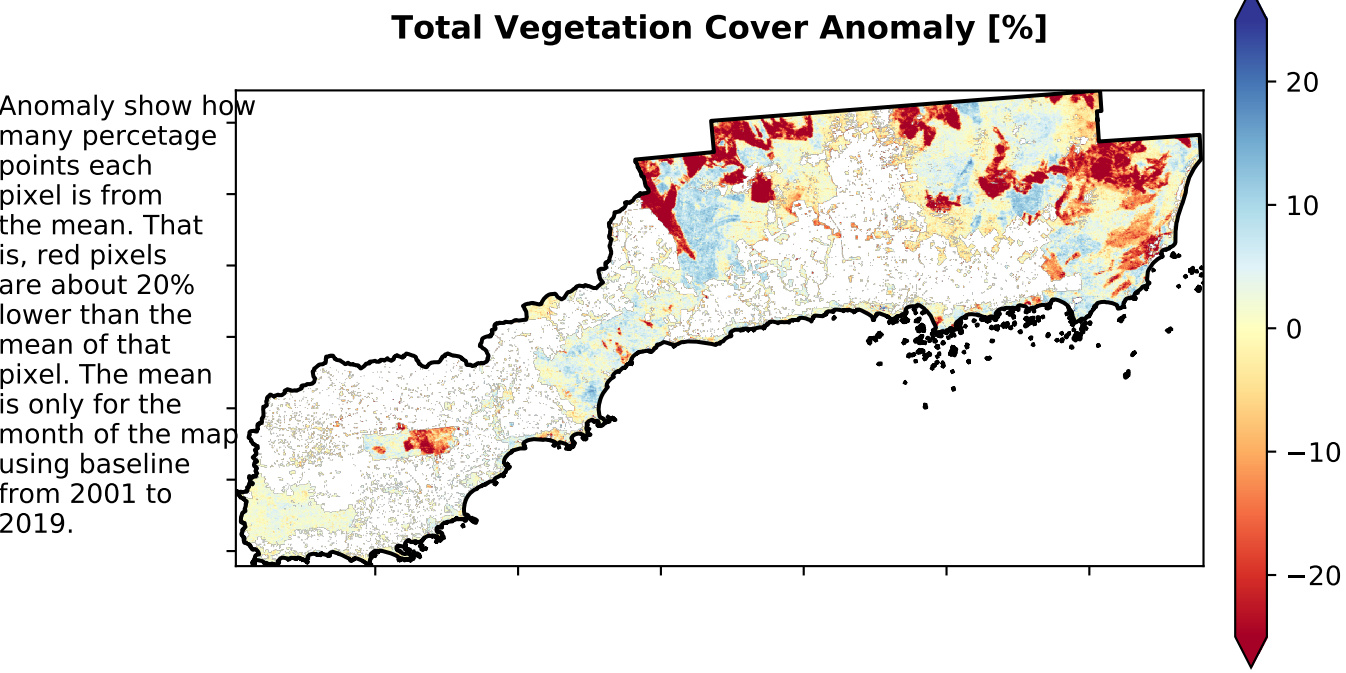 Total Vegetation Cover Anomaly [%]
Anomaly show how
many percetage
points each
pixel is from
the mean. That
is, red pixels
are about 20%
lower than the
mean of that
pixel. The mean
is only for the
month of the map
using baseline
from 2001 to
2019.
20
10
0
−10
−20